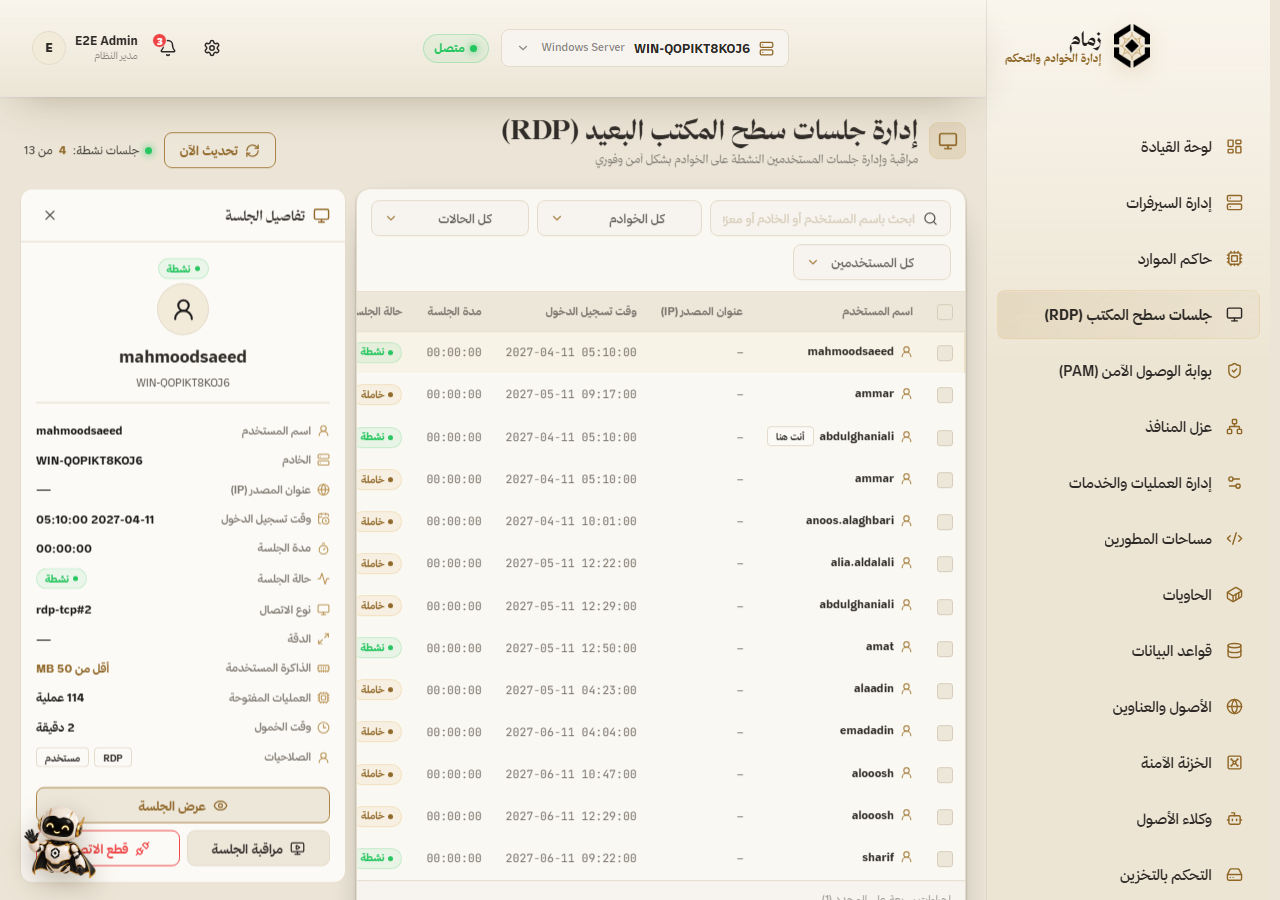 زمام
إدارة الخوادم والتحكم
لوحة القيادة
إدارة السيرفرات
حاكم الموارد
جلسات سطح المكتب (RDP)
بوابة الوصول الآمن (PAM)
عزل المنافذ
إدارة العمليات والخدمات
مساحات المطورين
الحاويات
قواعد البيانات
الأصول والعناوين
الخزنة الآمنة
وكلاء الأصول
التحكم بالتخزين
WIN-QOPIKT8KOJ6 Windows Server
متصل
3
E2E Admin
مدير النظام
E
إدارة جلسات سطح المكتب البعيد (RDP)
مراقبة وإدارة جلسات المستخدمين النشطة على الخوادم بشكل آمن وفوري
تحديث الآن
جلسات نشطة: 4 من 13
ابحث باسم المستخدم أو الخادم أو
كل الخوادم
كل الحالات
كل المستخدمين
اسم المستخدم عنوان المصدر (IP) وقت تسجيل الدخول مدة الجلسة حالة
mahmoodsaeed – 2027-04-11 05:10:00 00:00:00 نشطة
ammar – 2027-05-11 09:17:00 00:00:00 خاملة
abdulghaniali أنت هنا – 2027-04-11 05:10:00 00:00:00 نشطة
ammar – 2027-04-11 05:10:00 00:00:00 خاملة
anoos.alaghbari – 2027-04-11 10:01:00 00:00:00 خاملة
alia.aldalali – 2027-05-11 12:22:00 00:00:00 خاملة
abdulghaniali – 2027-05-11 12:29:00 00:00:00 خاملة
amat – 2027-05-11 12:50:00 00:00:00 نشطة
alaadin – 2027-05-11 04:23:00 00:00:00 خاملة
emadadin – 2027-06-11 04:04:00 00:00:00 خاملة
alooosh – 2027-06-11 10:47:00 00:00:00 خاملة
alooosh – 2027-06-11 12:29:00 00:00:00 خاملة
sharif – 2027-06-11 09:22:00 00:00:00 نشطة
تفاصيل الجلسة
نشطة
mahmoodsaeed
WIN-QOPIKT8KOJ6
اسم المستخدم mahmoodsaeed
الخادم WIN-QOPIKT8KOJ6
عنوان المصدر (IP) —
وقت تسجيل الدخول 2027-04-11 05:10:00
مدة الجلسة 00:00:00
حالة الجلسة نشطة
نوع الاتصال rdp-tcp#2
الدقة —
الذاكرة المستخدمة أقل من 50 MB
العمليات المفتوحة 114 عملية
وقت الخمول 2 دقيقة
الصلاحيات RDP مستخدم
عرض الجلسة
مراقبة الجلسة
قطع